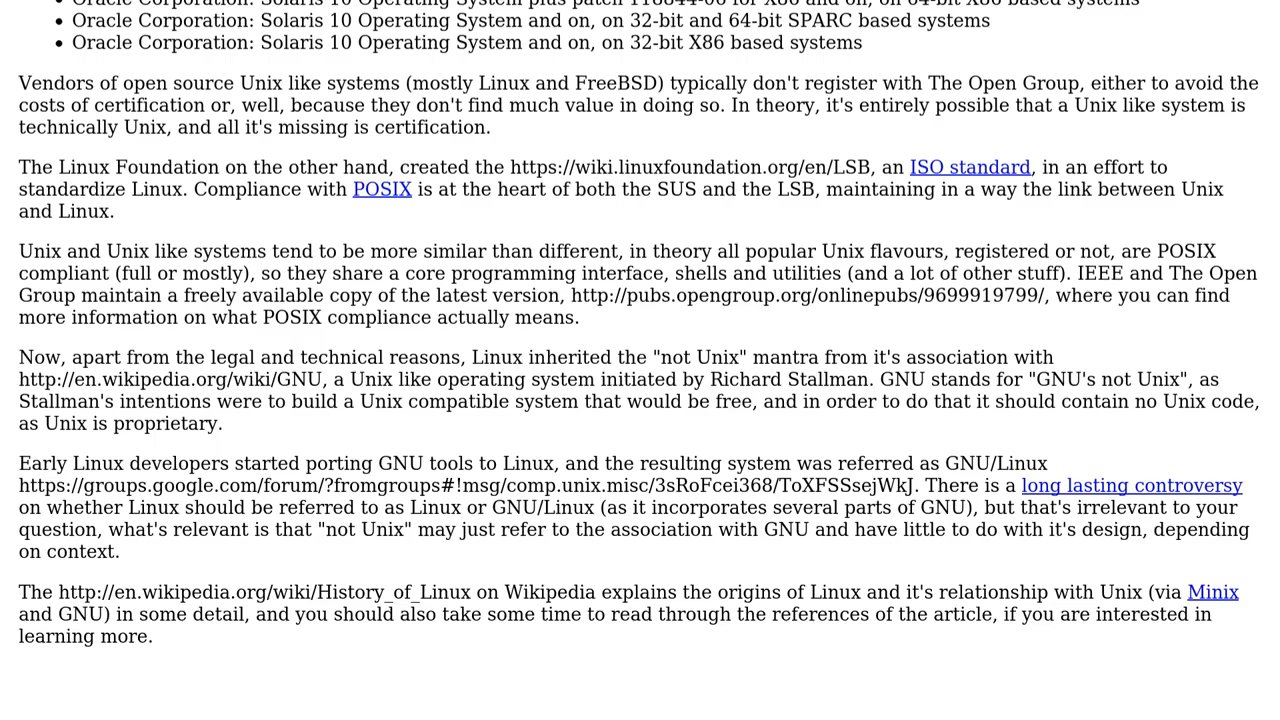 Oracle Corporation: Solaris 10 Operating System plus patch 118844-06 for X86 and on, on 64-bit X86 based systems
Oracle Corporation: Solaris 10 Operating System and on, on 32-bit and 64-bit SPARC based systems
Oracle Corporation: Solaris 10 Operating System and on, on 32-bit X86 based systems
Vendors of open source Unix like systems (mostly Linux and FreeBSD) typically don't register with The Open Group, either to avoid the
costs of certification or, well, because they don't find much value in doing so. In theory, it's entirely possible that a Unix like system is
technically Unix, and all it's missing is certification.
The Linux Foundation on the other hand, created the https://wiki.linuxfoundation.org/en/LSB, an ISO standard, in an effort to
standardize Linux. Compliance with POSIX is at the heart of both the SUS and the LSB, maintaining in a way the link between Unix
and Linux.
Unix and Unix like systems tend to be more similar than different, in theory all popular Unix flavours, registered or not, are POSIX
compliant (full or mostly), so they share a core programming interface, shells and utilities (and a lot of other stuff). IEEE and The Open
Group maintain a freely available copy of the latest version, http://pubs.opengroup.org/onlinepubs/9699919799/, where you can find
more information on what POSIX compliance actually means.
Now, apart from the legal and technical reasons, Linux inherited the "not Unix" mantra from it's association with
http://en.wikipedia.org/wiki/GNU, a Unix like operating system initiated by Richard Stallman. GNU stands for "GNU's not Unix", as
Stallman's intentions were to build a Unix compatible system that would be free, and in order to do that it should contain no Unix code,
as Unix is proprietary.
Early Linux developers started porting GNU tools to Linux, and the resulting system was referred as GNU/Linux
https://groups.google.com/forum/?fromgroups#!msg/comp.unix.misc/3sRoFcei368/ToXFSSsejWkJ. There is a long lasting controversy
on whether Linux should be referred to as Linux or GNU/Linux (as it incorporates several parts of GNU), but that's irrelevant to your
question, what's relevant is that "not Unix" may just refer to the association with GNU and have little to do with it's design, depending
on context.
The http://en.wikipedia.org/wiki/History_of_Linux on Wikipedia explains the origins of Linux and it's relationship with Unix (via Minix
and GNU) in some detail, and you should also take some time to read through the references of the article, if you are interested in
learning more.